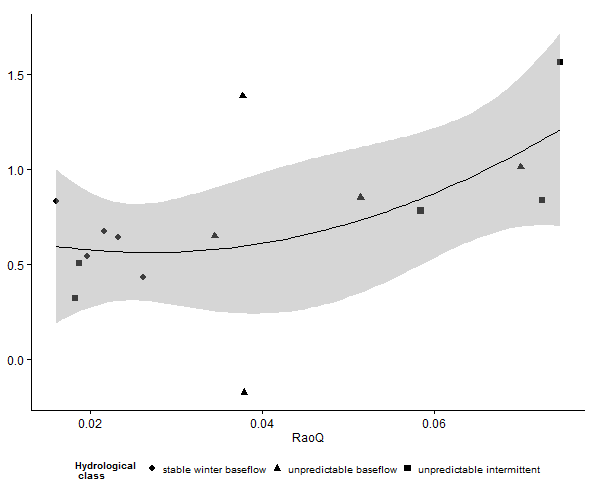 1.5
1.0
0.5
0.0
0.02 0.04 0.06
RaoQ
Hydrological
class
stable winter baseflow unpredictable baseflow unpredictable intermittent